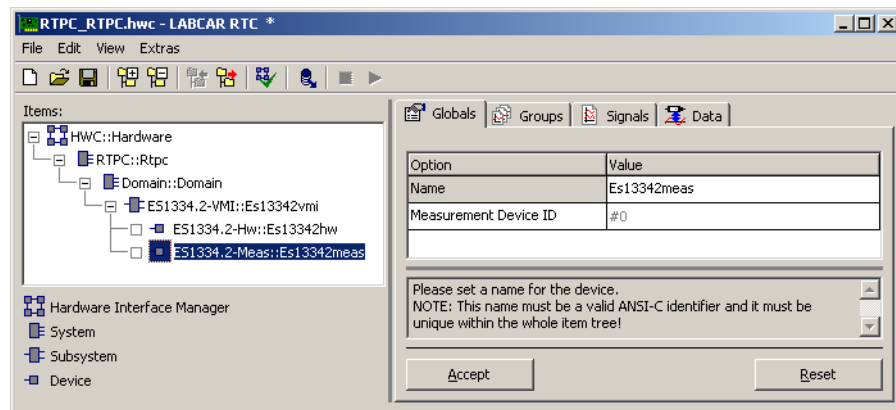 RTPC_RTPC.hwc - LABCAR RTC *
File Edit View Extras
Items:
HWC::Hardware
RTPC::Rtpc
Domain::Domain
ES1334.2-VMI::Es13342vmi
ES1334.2-Hw::Es13342hw
ES1334.2-Meas::Es13342meas
Hardware Interface Manager
System
Subsystem
Device
Globals Groups Signals Data
Option Value
Name Es13342meas
Measurement Device ID #0
Please set a name for the device.
NOTE: This name must be a valid ANSI-C identifier and it must be
unique within the whole item tree!
Accept Reset